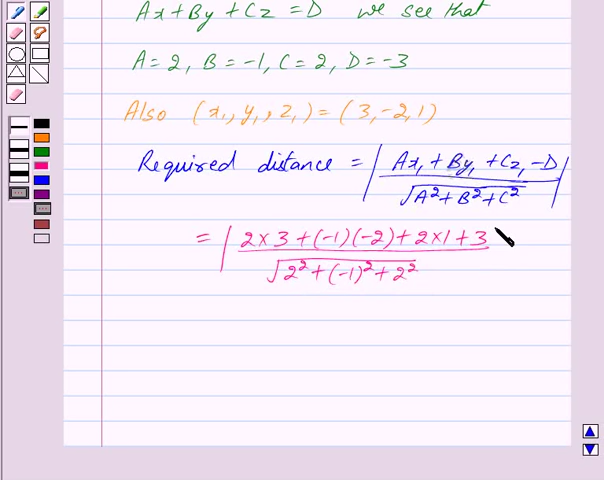 Ax + By + Cz = D we see that
A = 2, B = -1, C = 2, D = -3
Also (x₁, y₁, z₁) = (3, -2, 1)
Required distance = | Ax₁ + By₁ + Cz₁ - D |
√A² + B² + C²
= | 2 × 3 + (-1)(-2) + 2 × 1 + 3
√2² + (-1)² + 2²